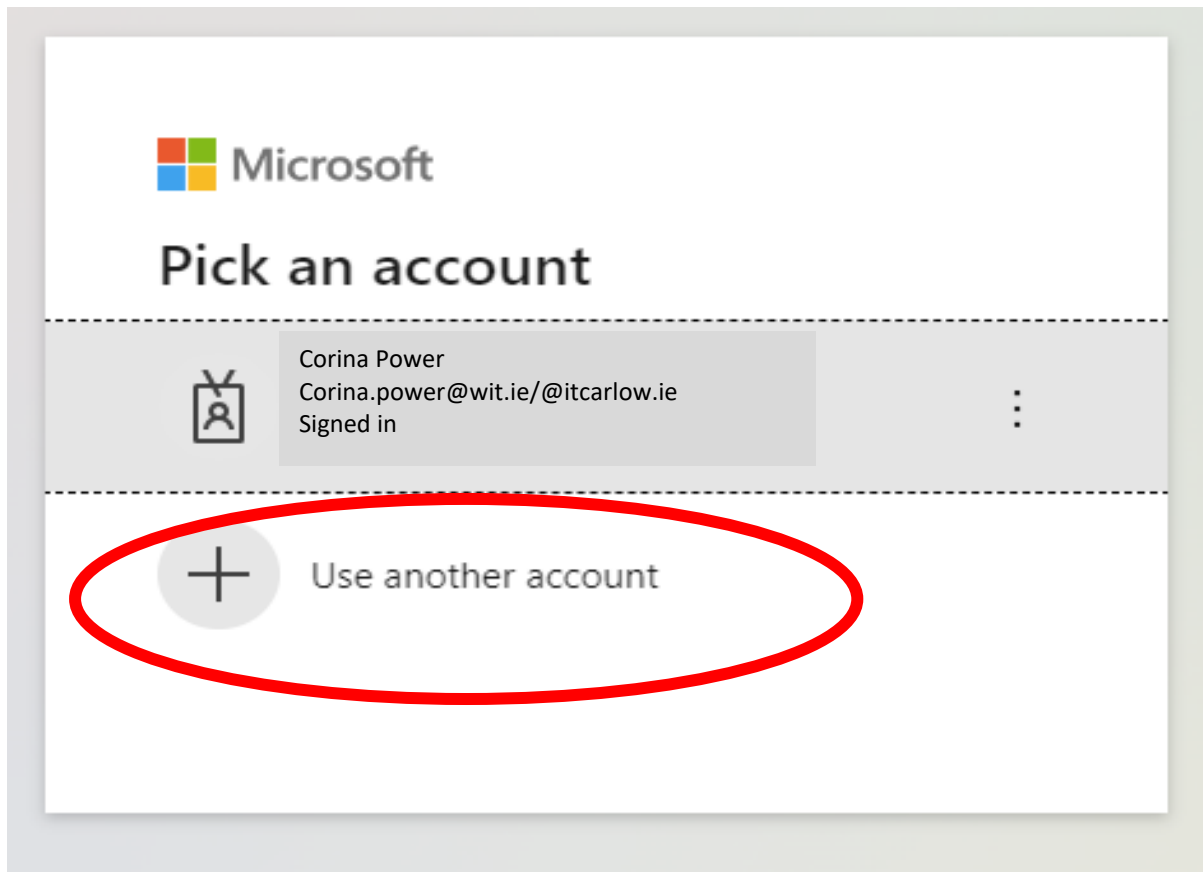 Microsoft
Pick an account
Corina Power
Corina.power@wit.ie/@itcarlow.ie
Signed in
Use another account